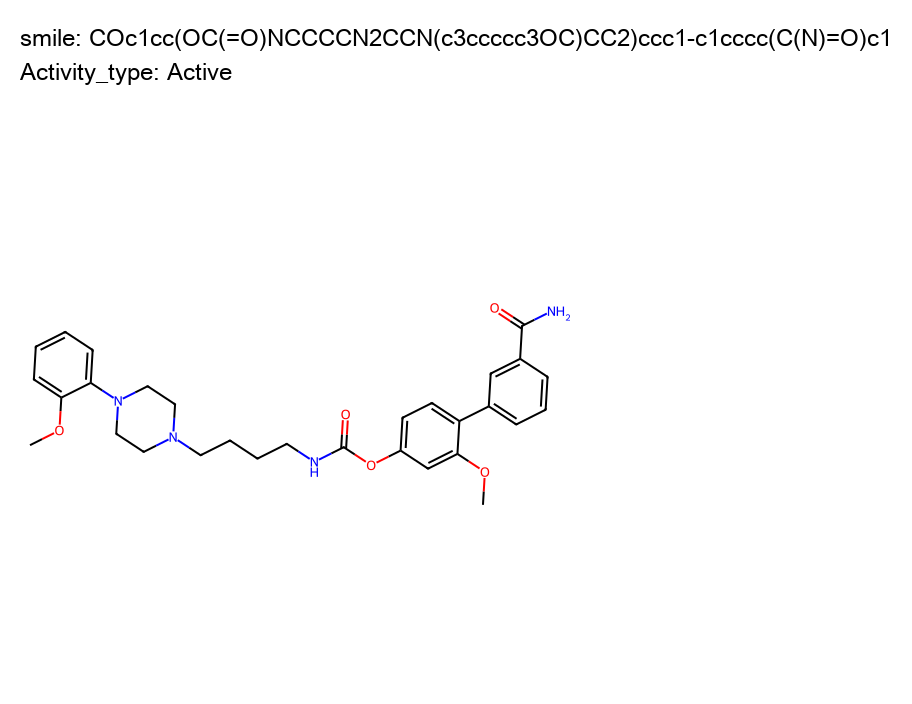 smile: COc1cc(OC(=O)NCCCCN2CCN(c3ccccc3OC)CC2)ccc1-c1cccc(C(N)=O)c1
Activity_type: Active
O
NH2
O
N
N
O
N
H
O
O